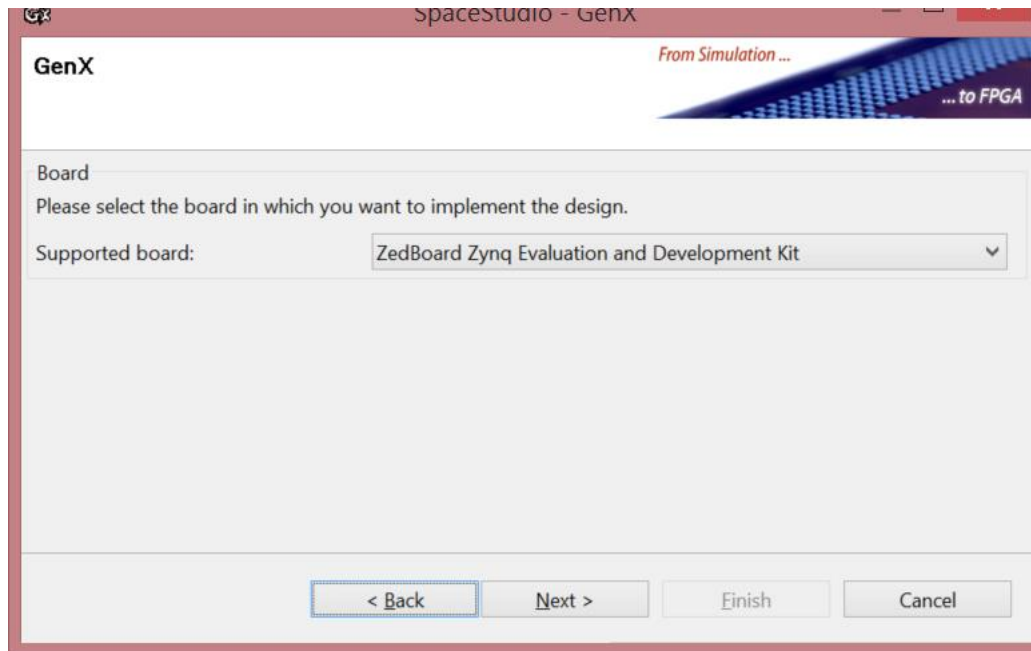 SpaceStudio - GenX
GenX
From Simulation ...
... to FPGA
Board
Please select the board in which you want to implement the design.
Supported board: ZedBoard Zynq Evaluation and Development Kit
< Back Next > Finish Cancel